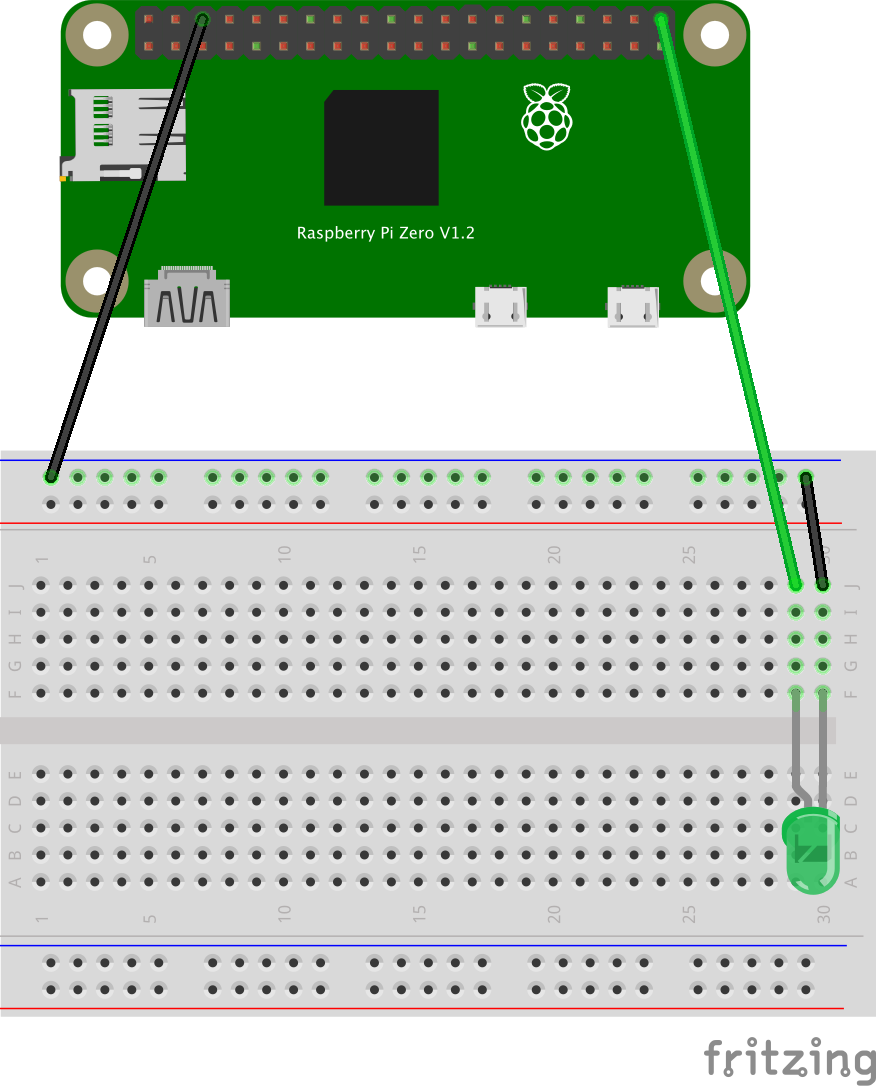 Raspberry Pi Zero V1.2
1 5 10 15 20 25 30
J J
I I
H H
G G
F F
E E
D D
C C
B B
A A
1 5 10 15 20 25 30
fritzing